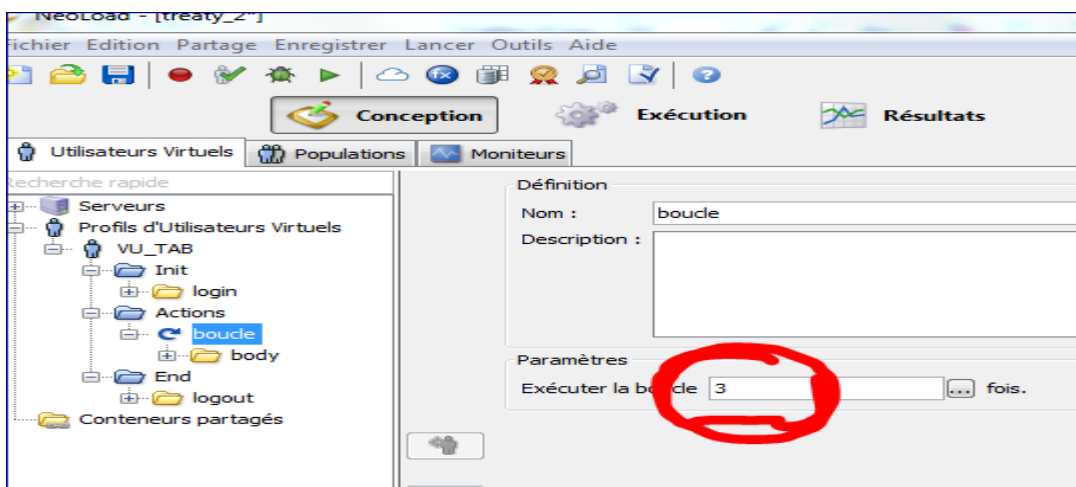 NeoLoad - [treaty_2*]
Fichier Edition Partage Enregistrer Lancer Outils Aide
Conception Exécution Résultats
Utilisateurs Virtuels Populations Moniteurs
Recherche rapide
Définition
Serveurs
Nom : boucle
Profils d'Utilisateurs Virtuels
Description :
VU_TAB
Init
login
Actions
boucle
body
Paramètres
End
Exécuter la boucle 3 ... fois.
logout
Conteneurs partagés